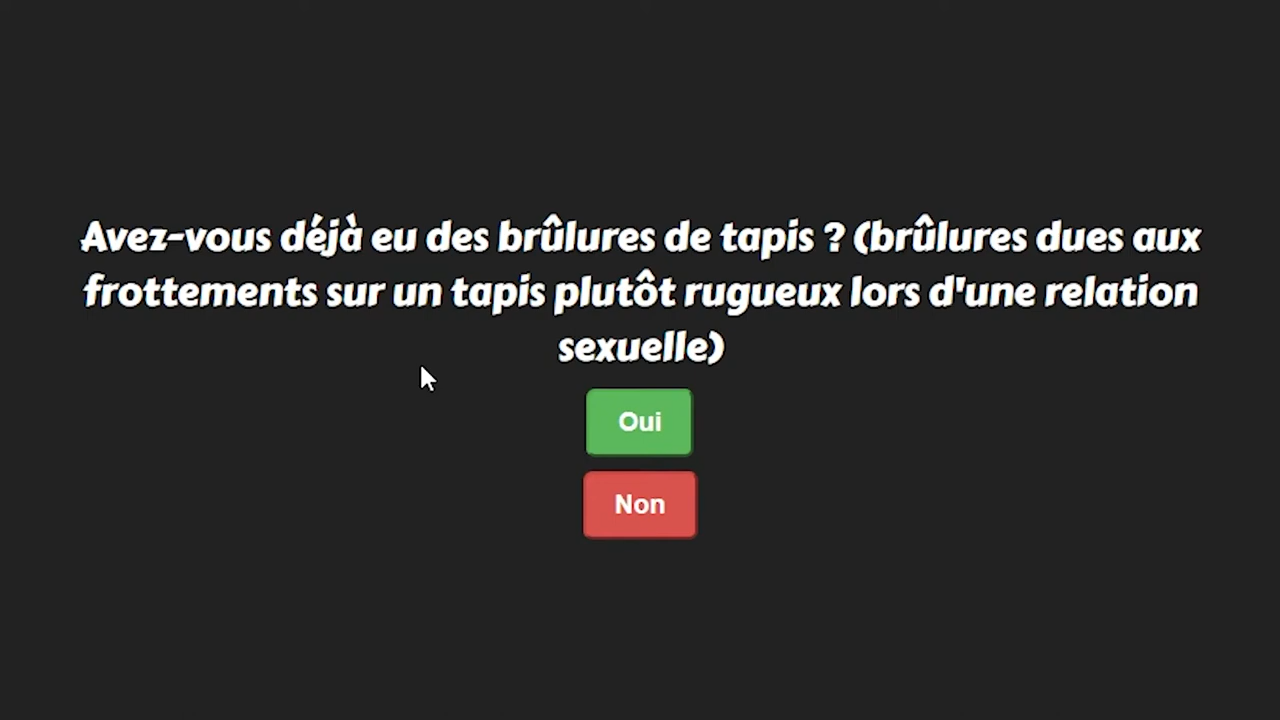 Avez-vous déjà eu des brûlures de tapis ? (brûlures dues aux
frottements sur un tapis plutôt rugueux lors d'une relation
sexuelle)
Oui
Non